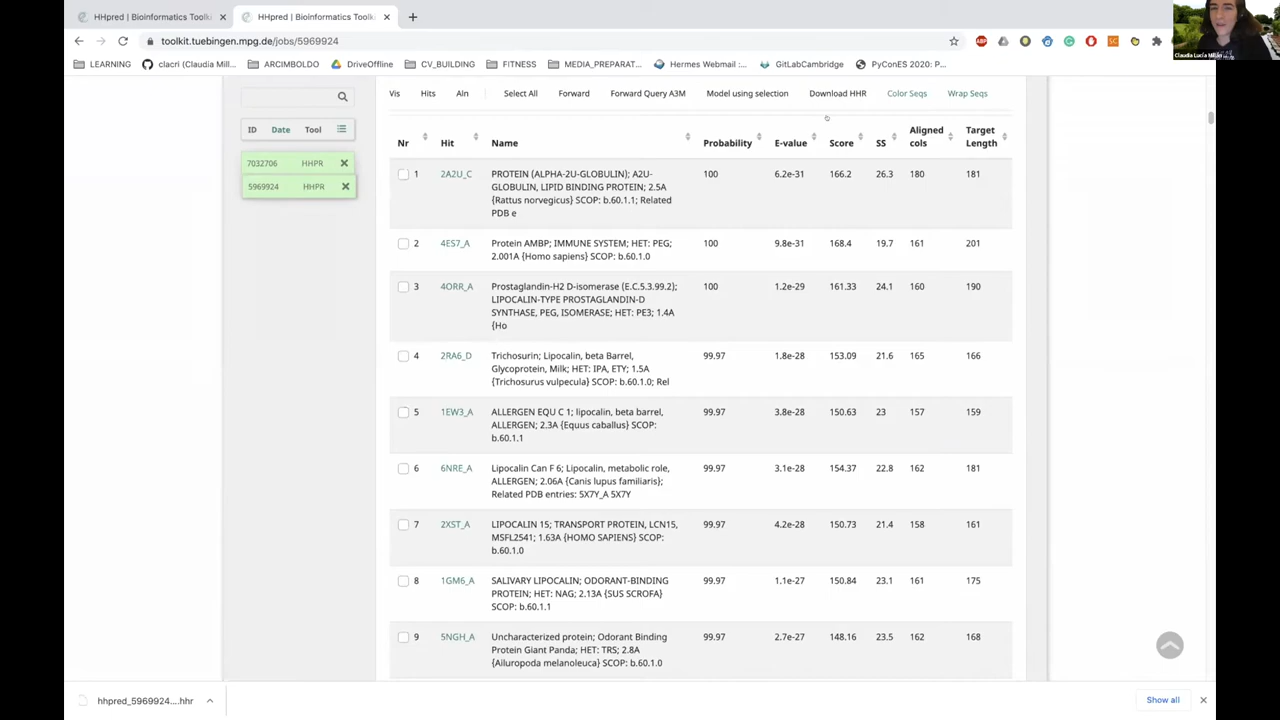 HHpred | Bioinformatics Toolki
HHpred | Bioinformatics Toolki
toolkit.tuebingen.mpg.de/jobs/5969924
LEARNING
clacri (Claudia Mill...
ARCIMBOLDO
DriveOffline
CV_BUILDING
FITNESS
MEDIA_PREPARAT...
Hermes Webmail :...
GitLabCambridge
PyConES 2020, C8 P...
Vis Hits Aln Select All Forward Forward Query A3M Model using selection Download HHR Color Seqs Wrap Seqs
ID Date Tool
7032706 HHPR
5969924 HHPR
Nr Hit Name Probability E-value Score SS Aligned cols Target Length
1 2A2U_C PROTEIN (ALPHA-2U-GLOBULIN); A2U- 100 6.2e-31 166.2 26.3 180 181
GLOBULIN, LIPID BINDING PROTEIN; 2.5A
{Rattus norvegicus} SCOP: b.60.1.1; Related
PDB e
2 4ES7_A Protein AMBP; IMMUNE SYSTEM; HET: PEG; 100 9.8e-31 168.4 19.7 161 201
2.001A {Homo sapiens} SCOP: b.60.1.0
3 4ORR_A Prostaglandin-H2 D-isomerase (E.C.5.3.99.2); 100 1.2e-29 161.33 24.1 160 190
LIPOCALIN-TYPE PROSTAGLANDIN-D
SYNTHASE, PEG, ISOMERASE; HET: PE3; 1.4A
{Ho
4 2RA6_D Trichosurin; Lipocalin, beta Barrel, 99.97 1.8e-28 153.09 21.6 165 166
Glycoprotein, Milk; HET: IPA, ETY; 1.5A
{Trichosurus vulpecula} SCOP: b.60.1.0; Rel
5 1EW3_A ALLERGEN EQU C 1; lipocalin, beta barrel, 99.97 3.8e-28 150.63 23 157 159
ALLERGEN; 2.3A {Equus caballus} SCOP:
b.60.1.1
6 6NRE_A Lipocalin Can F 6; Lipocalin, metabolic role, 99.97 3.1e-28 154.37 22.8 162 181
ALLERGEN; 2.06A {Canis lupus familiaris};
Related PDB entries: 5X7Y_A 5X7Y
7 2XST_A LIPOCALIN 15; TRANSPORT PROTEIN, LCN15, 99.97 4.2e-28 150.73 21.4 158 161
MSFL2541; 1.63A {HOMO SAPIENS} SCOP:
b.60.1.0
8 1GM6_A SALIVARY LIPOCALIN; ODORANT-BINDING 99.97 1.1e-27 150.84 23.1 161 175
PROTEIN; HET: NAG; 2.13A {SUS SCROFA}
SCOP: b.60.1.1
9 5NGH_A Uncharacterized protein; Odorant Binding 99.97 2.7e-27 148.16 23.5 162 168
Protein Giant Panda; HET: TRS; 2.8A
{Ailuropoda melanoleuca} SCOP: b.60.1.0
hhpred_5969924....hhr
Show all